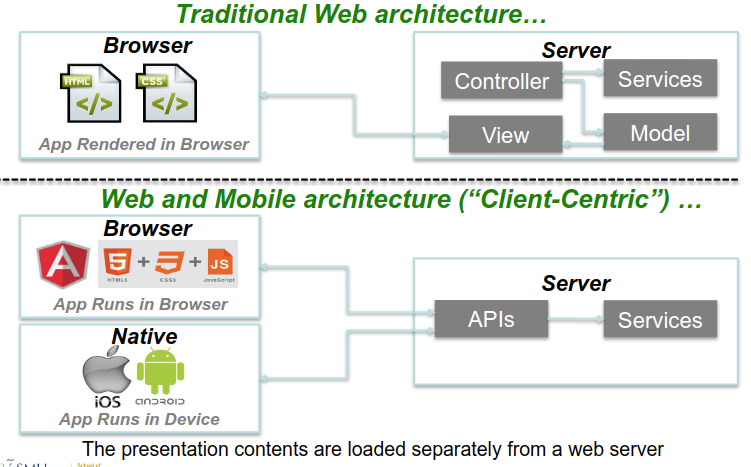 Traditional Web architecture…
Browser
HTML
CSS
App Rendered in Browser
Server
Controller
Services
View
Model
Web and Mobile architecture (“Client-Centric”) …
Browser
A
HTML5
5
+
CSS3
3
+
JS
JavaScript
App Runs in Browser
Native
iOS
ANDROID
App Runs in Device
Server
APIs
Services
The presentation contents are loaded separately from a web server
School of